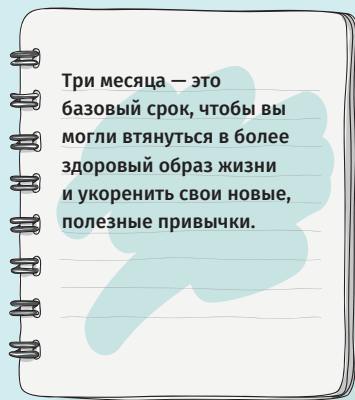 Три месяца — это
базовый срок, чтобы вы
могли втянуться в более
здоровый образ жизни
и укоренить свои новые,
полезные привычки.